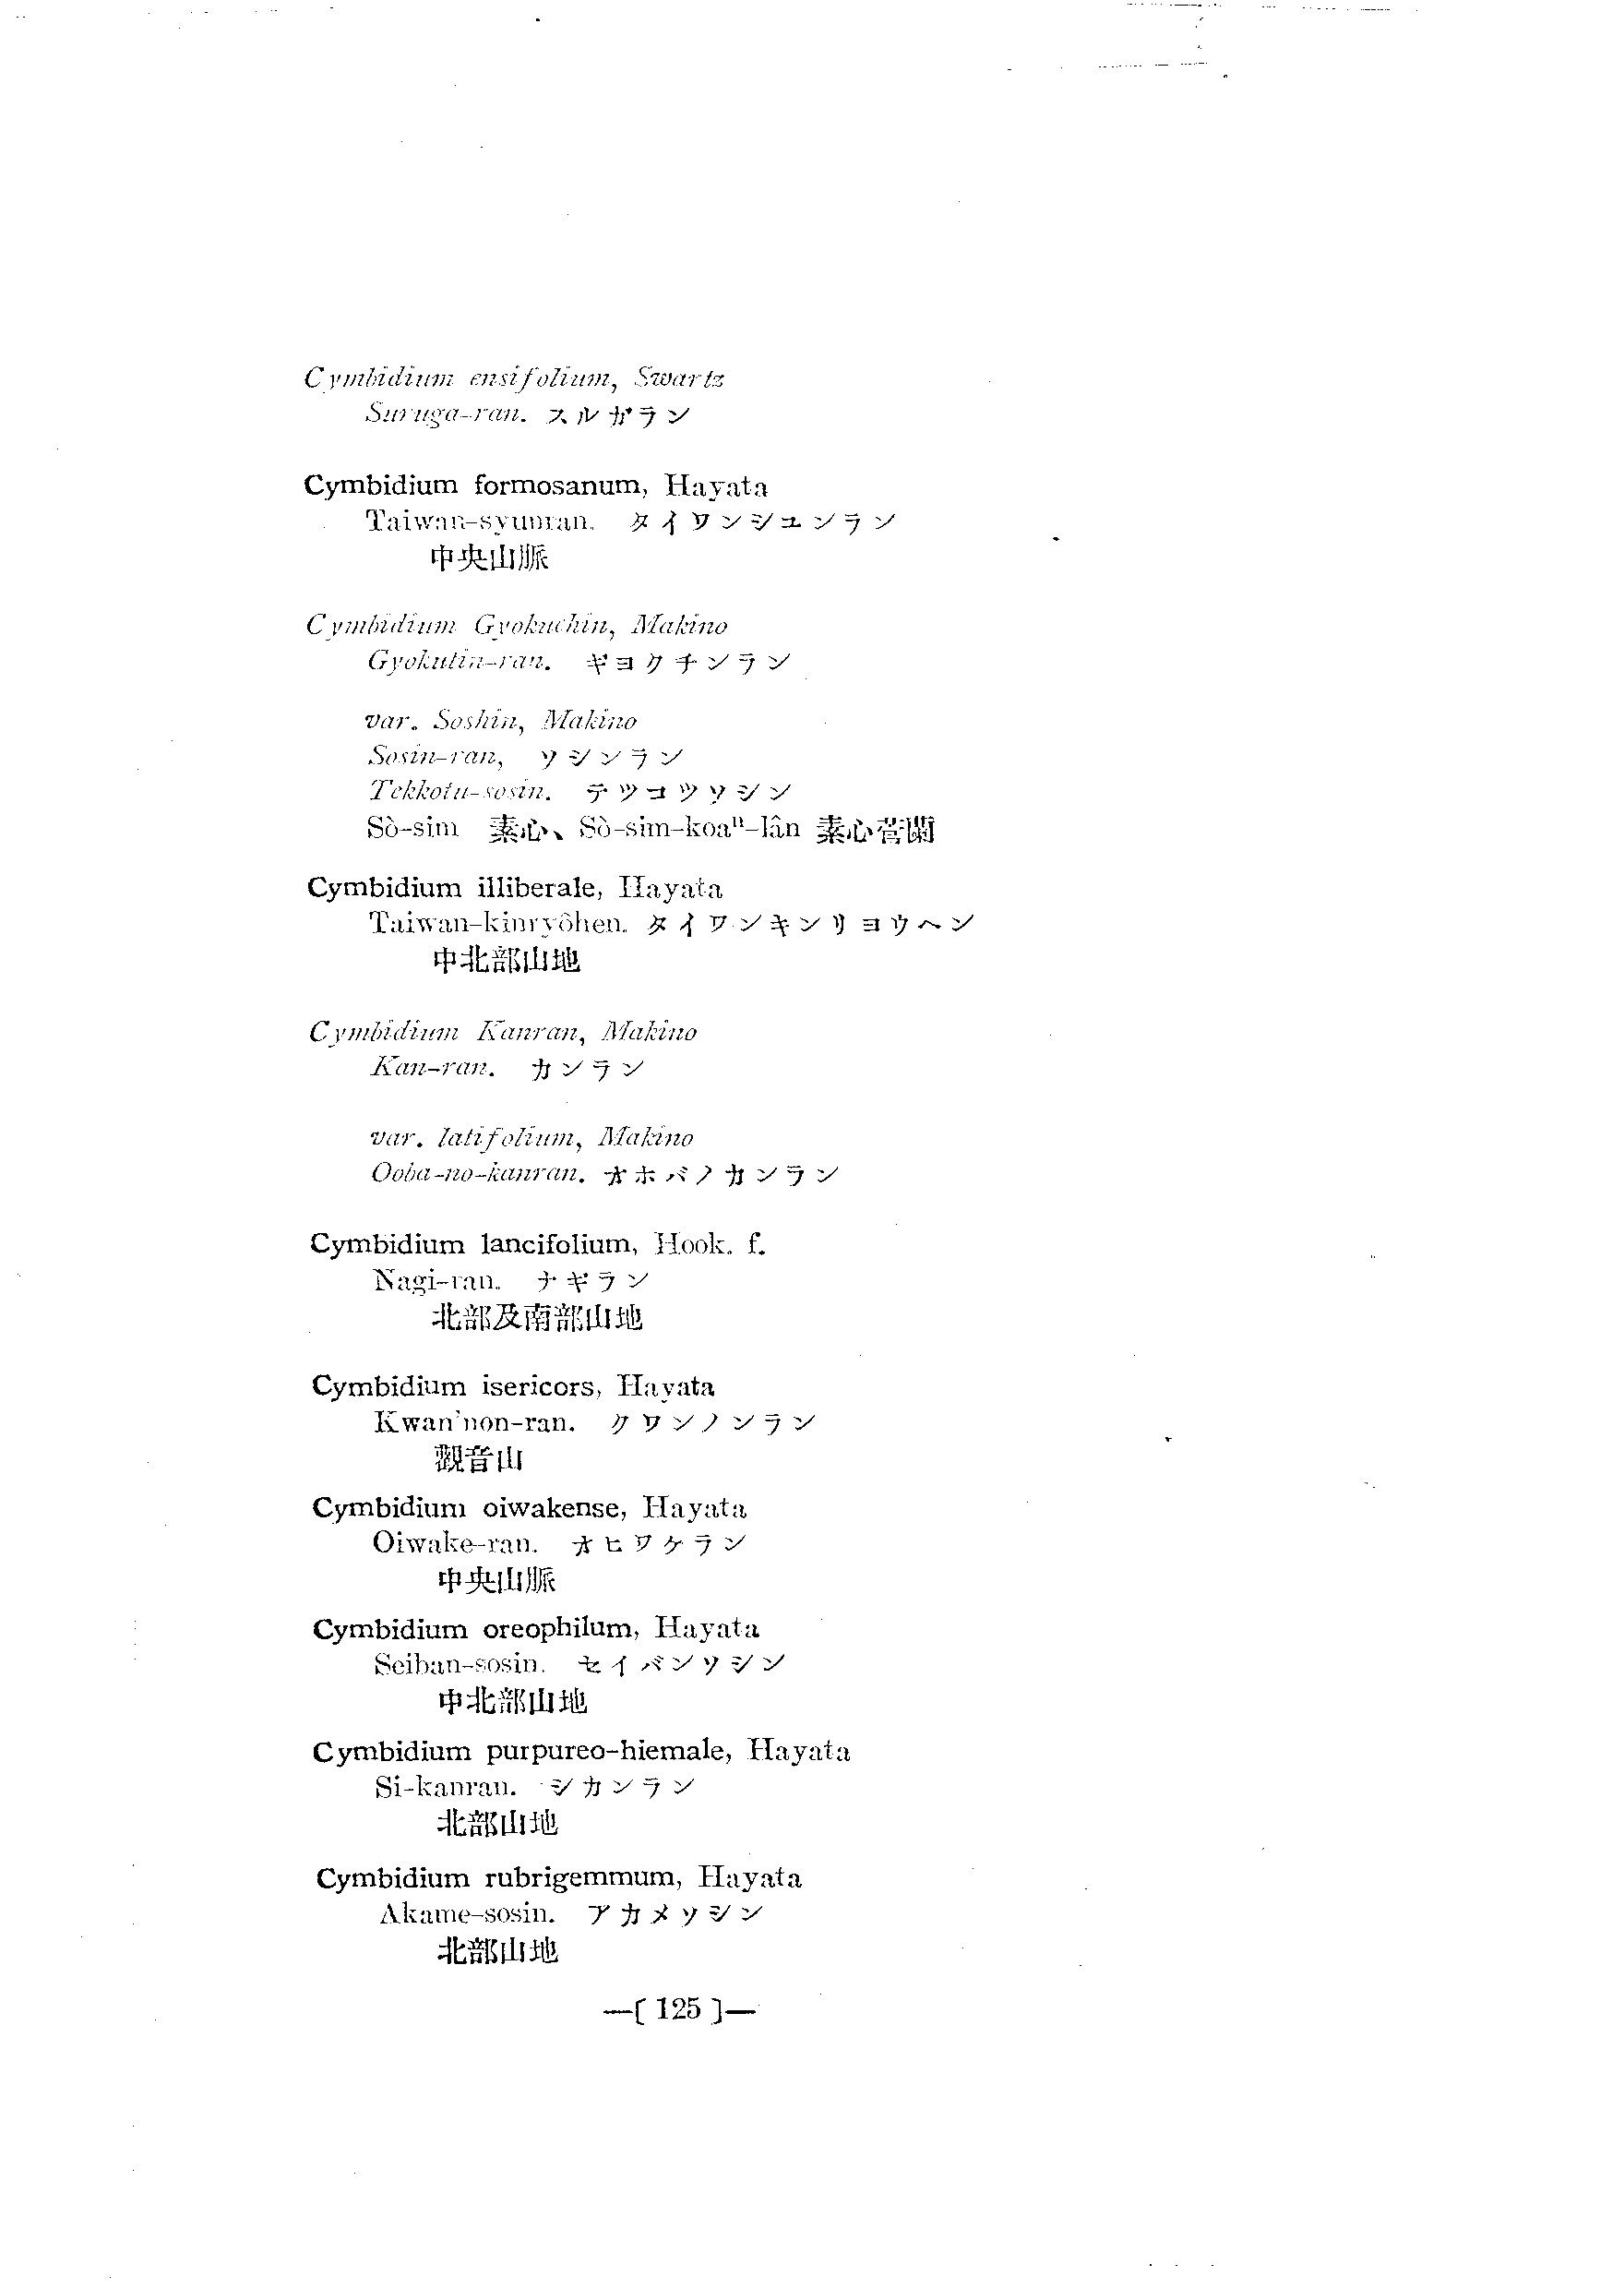 Cymbidium ensifolium, Swartz
Suruga-ran. スルガラン
Cymbidium formosanum, Hayata
Taiwan-syunran. タイワンシユンラン
中央山脈
Cymbidium Gyokuchin, Makino
Gyokutin-ran. ギヨクチンラン
var. Soshin, Makino
Sosin-ran, ソシンラン
Tekkotu-sosin. テツコツソシン
Sò-sim 素心、Sò-sim-koaⁿ-lân 素心菅蘭
Cymbidium illiberale, Hayata
Taiwan-kinryôhen. タイワンキンリヨウヘン
中北部山地
Cymbidium Kanran, Makino
Kan-ran. カンラン
var. latifolium, Makino
Ooba-no-kanran. オホバノカンラン
Cymbidium lancifolium, Hook. f.
Nagi-ran. ナギラン
北部及南部山地
Cymbidium isericors, Hayata
Kwan'non-ran. クワンノンラン
觀音山
Cymbidium oiwakense, Hayata
Oiwake-ran. オヒワケラン
中央山脈
Cymbidium oreophilum, Hayata
Seiban-sosin. セイバンソシン
中北部山地
Cymbidium purpureo-hiemale, Hayata
Si-kanran. シカンラン
北部山地
Cymbidium rubrigemmum, Hayata
Akame-sosin. アカメソシン
北部山地
—[ 125 ]—